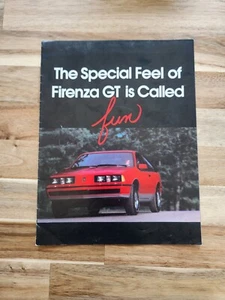 The Special Feel of
Firenza GT is Called
fun